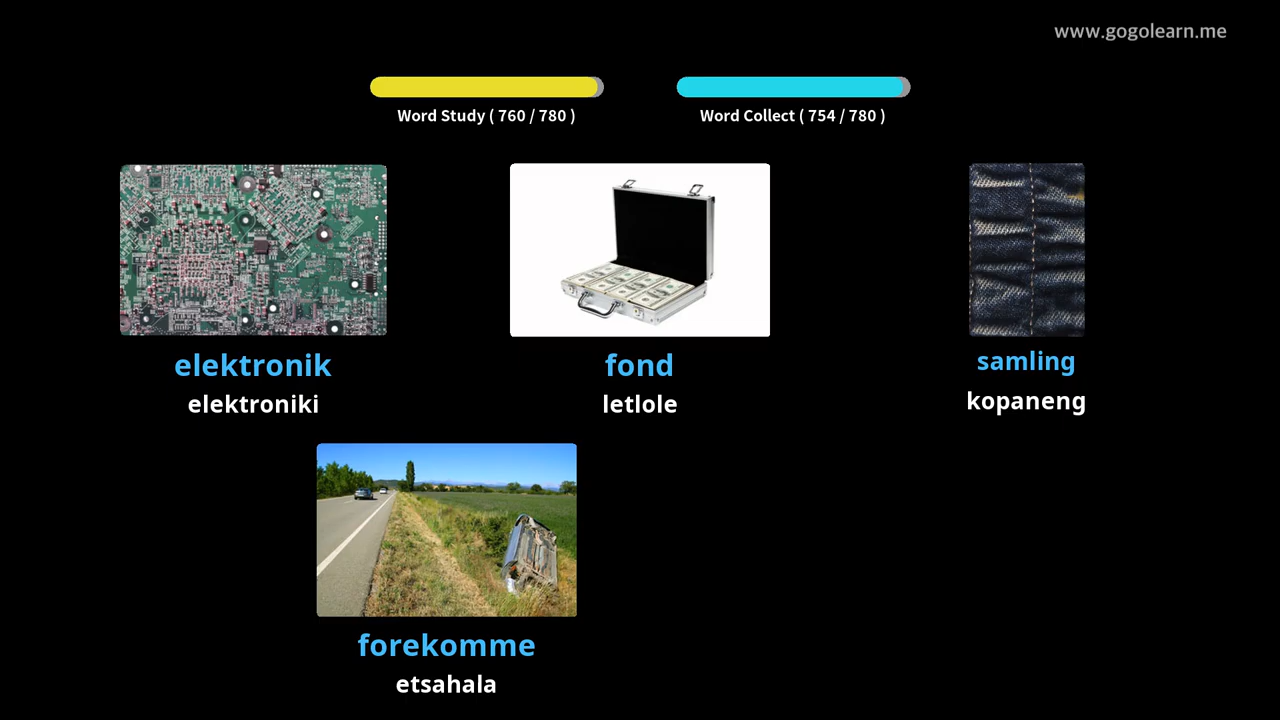 www.gogolearn.me
Word Study ( 760 / 780 )
Word Collect ( 754 / 780 )
elektronik
elektroniki
fond
letlole
samling
kopaneng
forekomme
etsahala